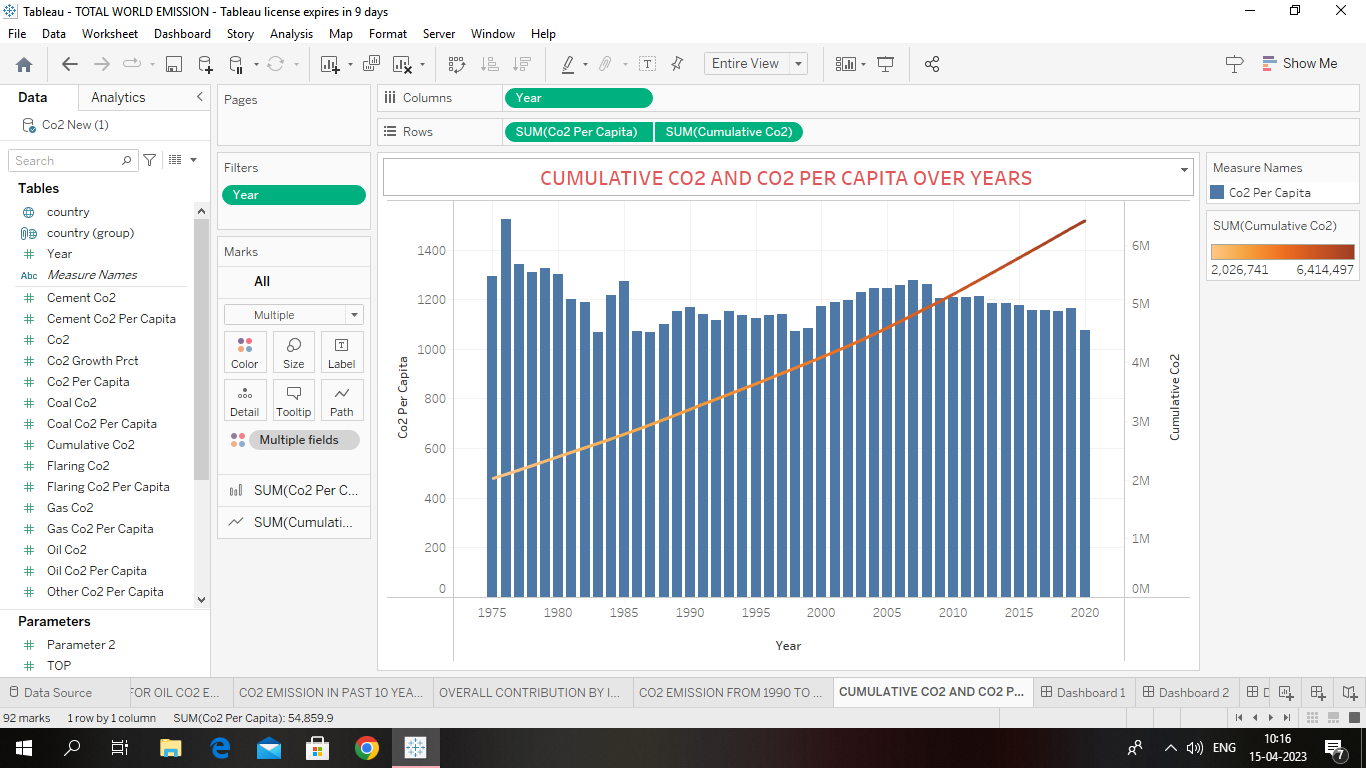 Tableau - TOTAL WORLD EMISSION - Tableau license expires in 9 days
File Data Worksheet Dashboard Story Analysis Map Format Server Window Help
Entire View
Show Me
Data Analytics
Co2 New (1)
Search
Tables
country
country (group)
Year
Abc Measure Names
Cement Co2
Cement Co2 Per Capita
Co2
Co2 Growth Prct
Co2 Per Capita
Coal Co2
Coal Co2 Per Capita
Cumulative Co2
Flaring Co2
Flaring Co2 Per Capita
Gas Co2
Gas Co2 Per Capita
Oil Co2
Oil Co2 Per Capita
Other Co2 Per Capita
Parameters
Parameter 2
TOP
Pages
Filters
Year
Marks
All
Multiple
Color Size Label
Detail Tooltip Path
Multiple fields
SUM(Co2 Per C...
SUM(Cumulati...
Columns Year
Rows SUM(Co2 Per Capita) SUM(Cumulative Co2)
CUMULATIVE CO2 AND CO2 PER CAPITA OVER YEARS
Co2 Per Capita
1400
1200
1000
800
600
400
200
0
Cumulative Co2
6M
5M
4M
3M
2M
1M
0M
1975 1980 1985 1990 1995 2000 2005 2010 2015 2020
Year
Measure Names
Co2 Per Capita
SUM(Cumulative Co2)
2,026,741 6,414,497
Data Source FOR OIL CO2 E... CO2 EMISSION IN PAST 10 YEA... OVERALL CONTRIBUTION BY I... CO2 EMISSION FROM 1990 TO ... CUMULATIVE CO2 AND CO2 P... Dashboard 1 Dashboard 2 D
92 marks 1 row by 1 column SUM(Co2 Per Capita): 54,859.9
ENG
10:16
15-04-2023
7